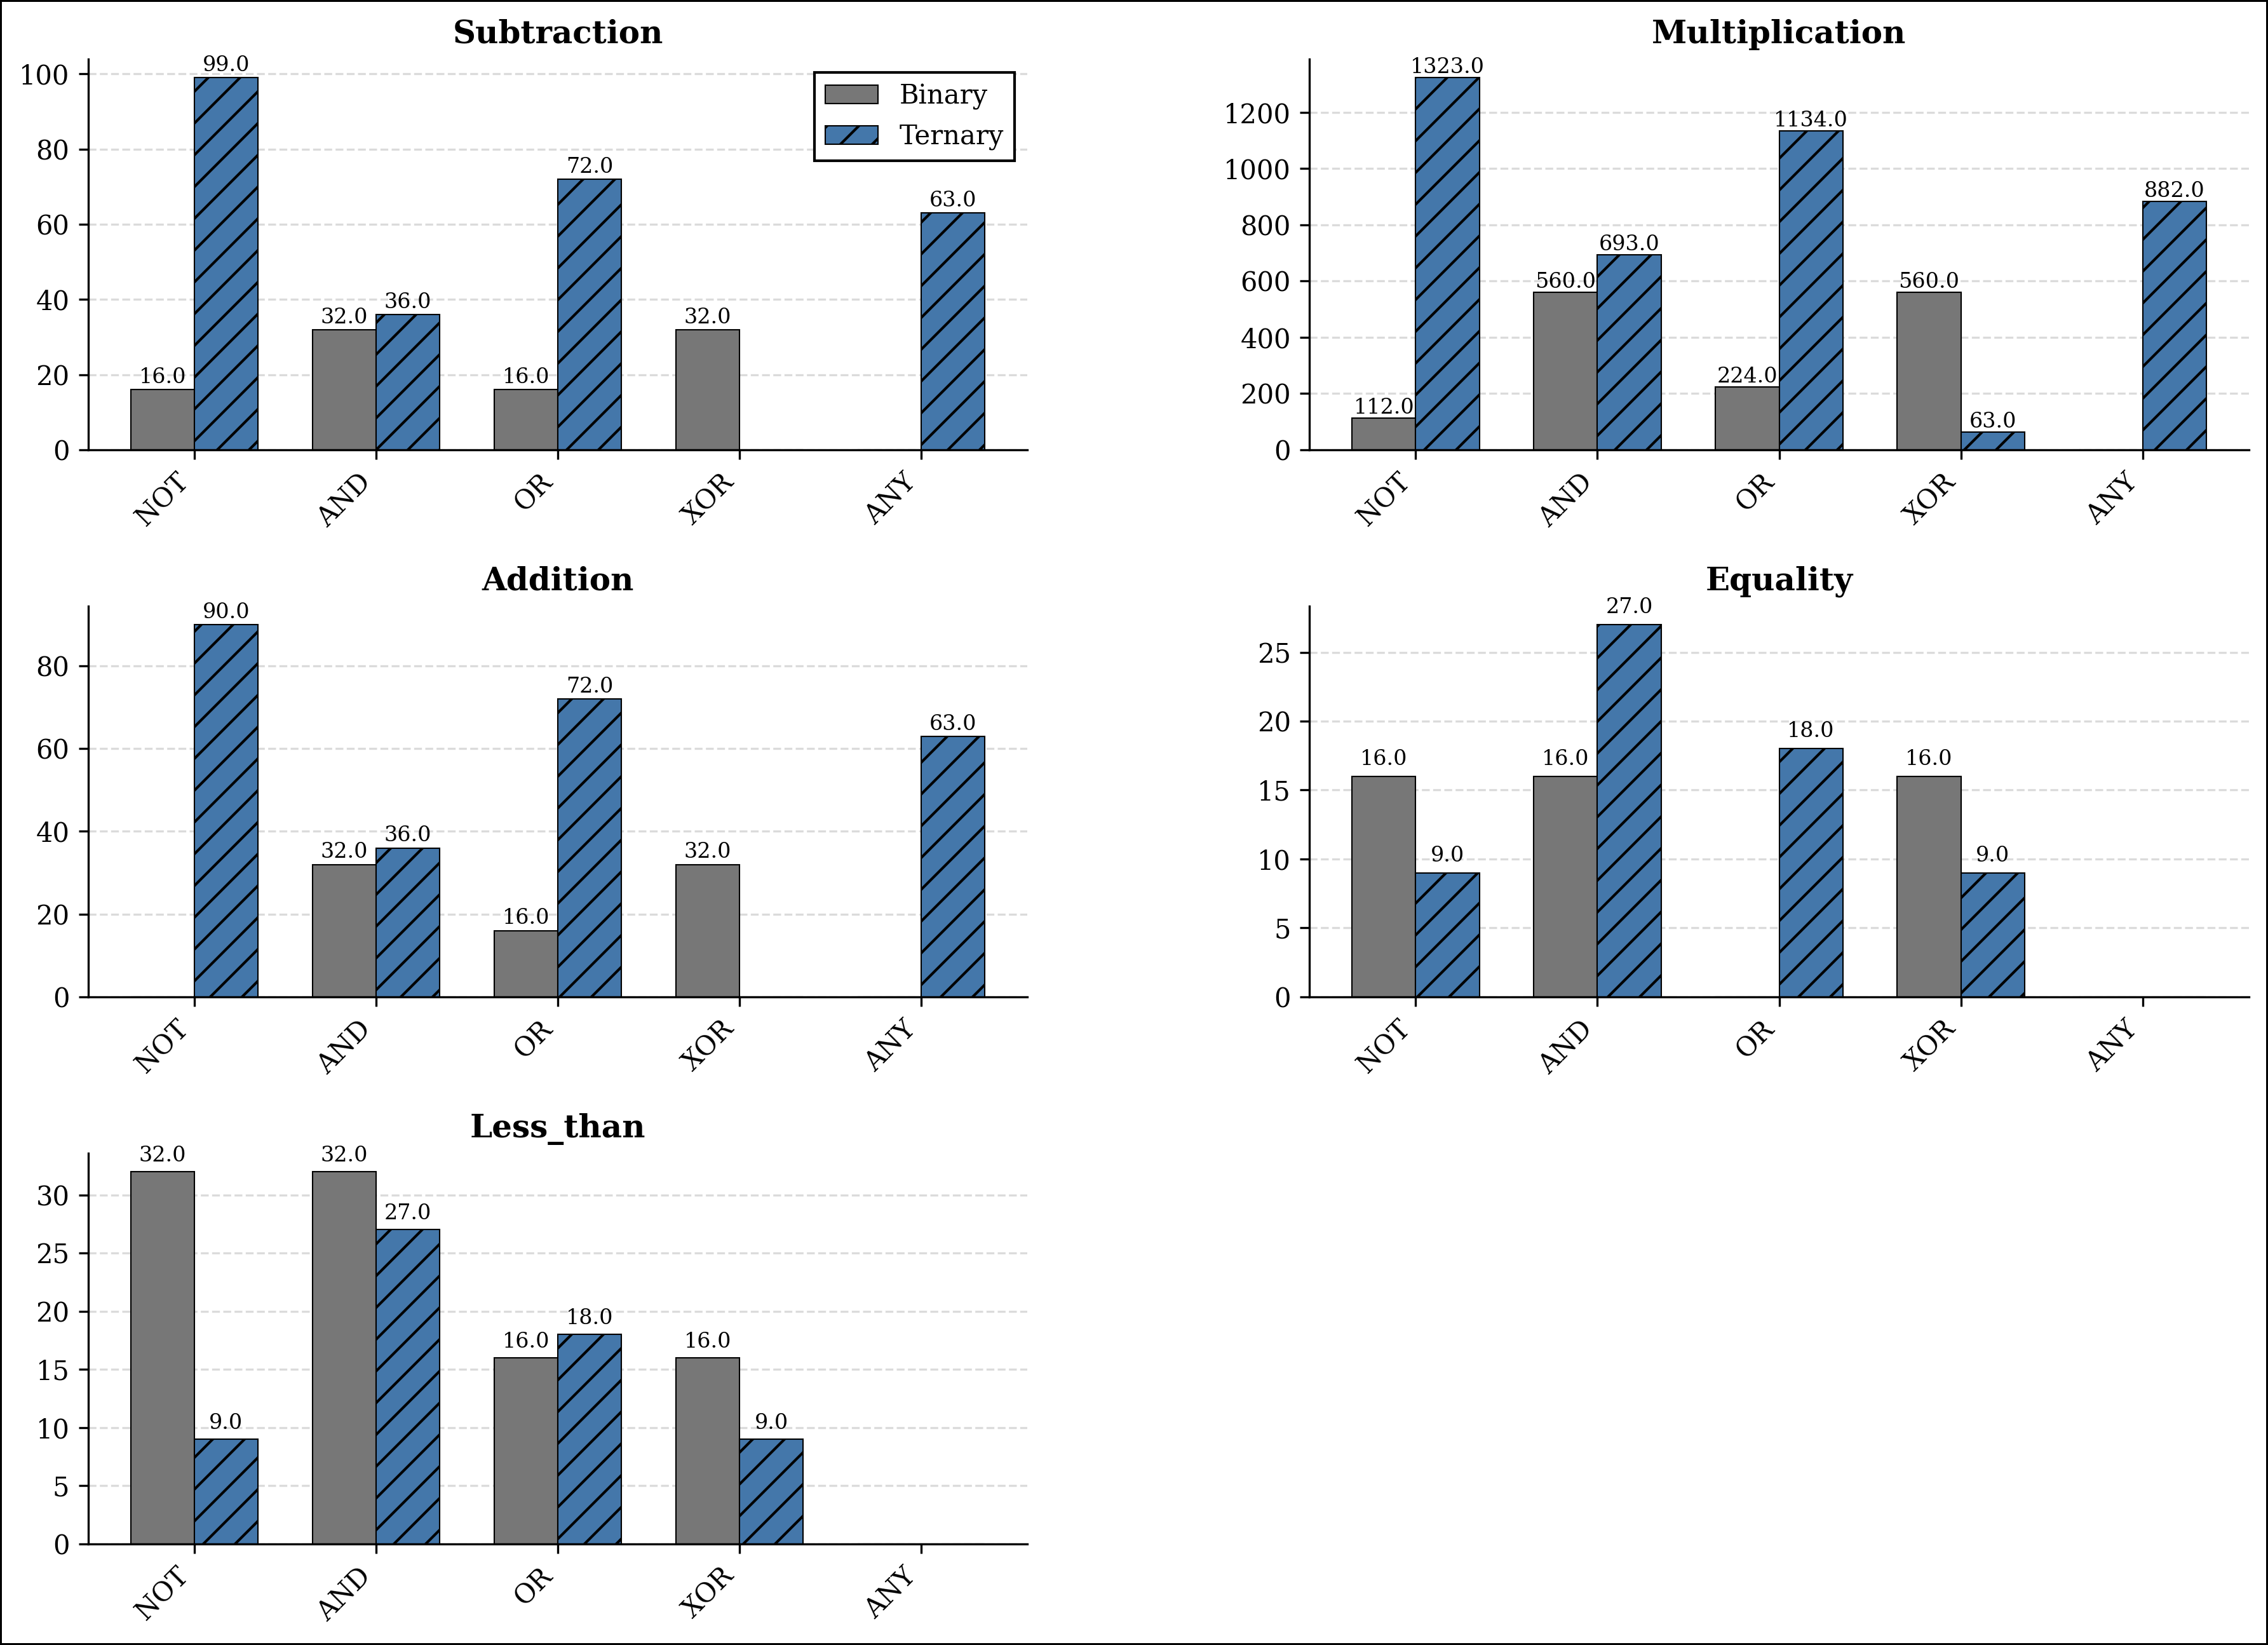 Subtraction
100
80
60
40
20
0
99.0
72.0
63.0
32.0
36.0
32.0
16.0
16.0
Binary
Ternary
NOT
AND
OR
XOR
ANY
Multiplication
1200
1000
800
600
400
200
0
1323.0
1134.0
882.0
693.0
560.0
560.0
224.0
112.0
63.0
NOT
AND
OR
XOR
ANY
Addition
80
60
40
20
0
90.0
72.0
63.0
32.0
36.0
32.0
16.0
NOT
AND
OR
XOR
ANY
Equality
25
20
15
10
5
0
27.0
18.0
16.0
16.0
16.0
9.0
9.0
NOT
AND
OR
XOR
ANY
Less_than
30
25
20
15
10
5
0
32.0
32.0
27.0
16.0
18.0
16.0
9.0
9.0
NOT
AND
OR
XOR
ANY